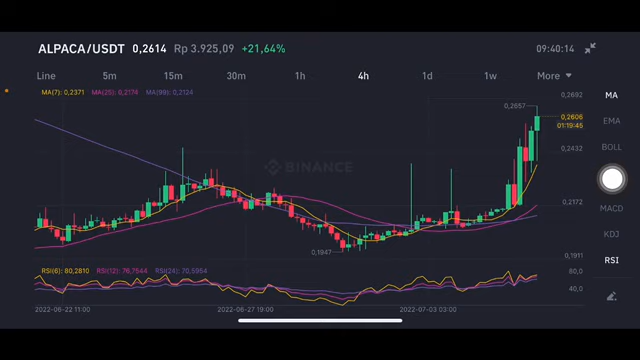 ALPACA/USDT 0,2614 Rp 3.925,09 +21,64% 09:40:14
Line 5m 15m 30m 1h 4h 1d 1w More
MA(7): 0,2371 MA(25): 0,2174 MA(99): 0,2124
0,2692
MA
0,2657
0,2606
01:19:45
EMA
0,2432
BOLL
BINANCE
0,2172
MACD
KDJ
0,1947
0,1911
RSI
RSI(6): 80,2810 RSI(12): 76,7544 RSI(24): 70,5954
80,0
40,0
2022-06-22 11:00 2022-06-27 19:00 2022-07-03 03:00